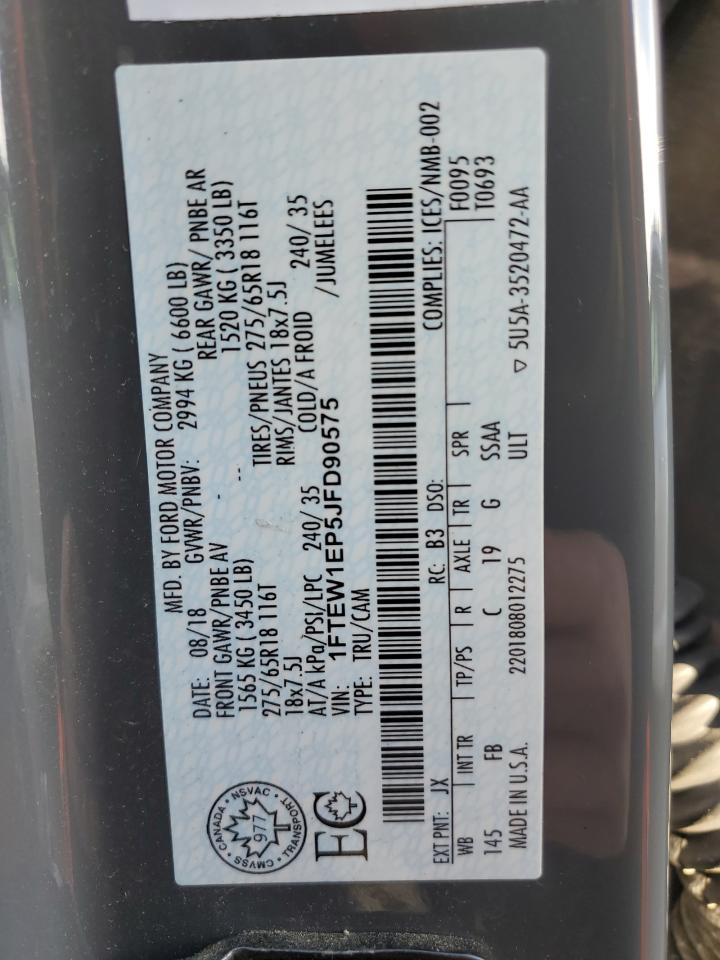 MFD. BY FORD MOTOR COMPANY
DATE: 08/18 GVWR/PNBV: 2994 KG ( 6600 LB)
FRONT GAWR/PNBE AV - REAR GAWR/ PNBE AR
1565 KG ( 3450 LB) -- 1520 KG ( 3350 LB)
275/65R18 116T TIRES/PNEUS 275/65R18 116T
18x7.5J RIMS/JANTES 18x7.5J
AT/A kPa/PSI/LPC 240/ 35 COLD/A FROID 240/ 35
VIN: 1FTEW1EP5JFD90575 /JUMELEES
TYPE: TRU/CAM
CANADA • NSVAC • TRANSPORT • CMVSS •
977
EC
COMPLIES: ICES/NMB-002
EXT PNT: JX RC: B3 DSO: F0095
WB INT TR TP/PS R AXLE TR SPR T0693
145 FB C 19 G SSAA
MADE IN U.S.A. 2201808012275 ULT ▽ 5U5A-3520472-AA